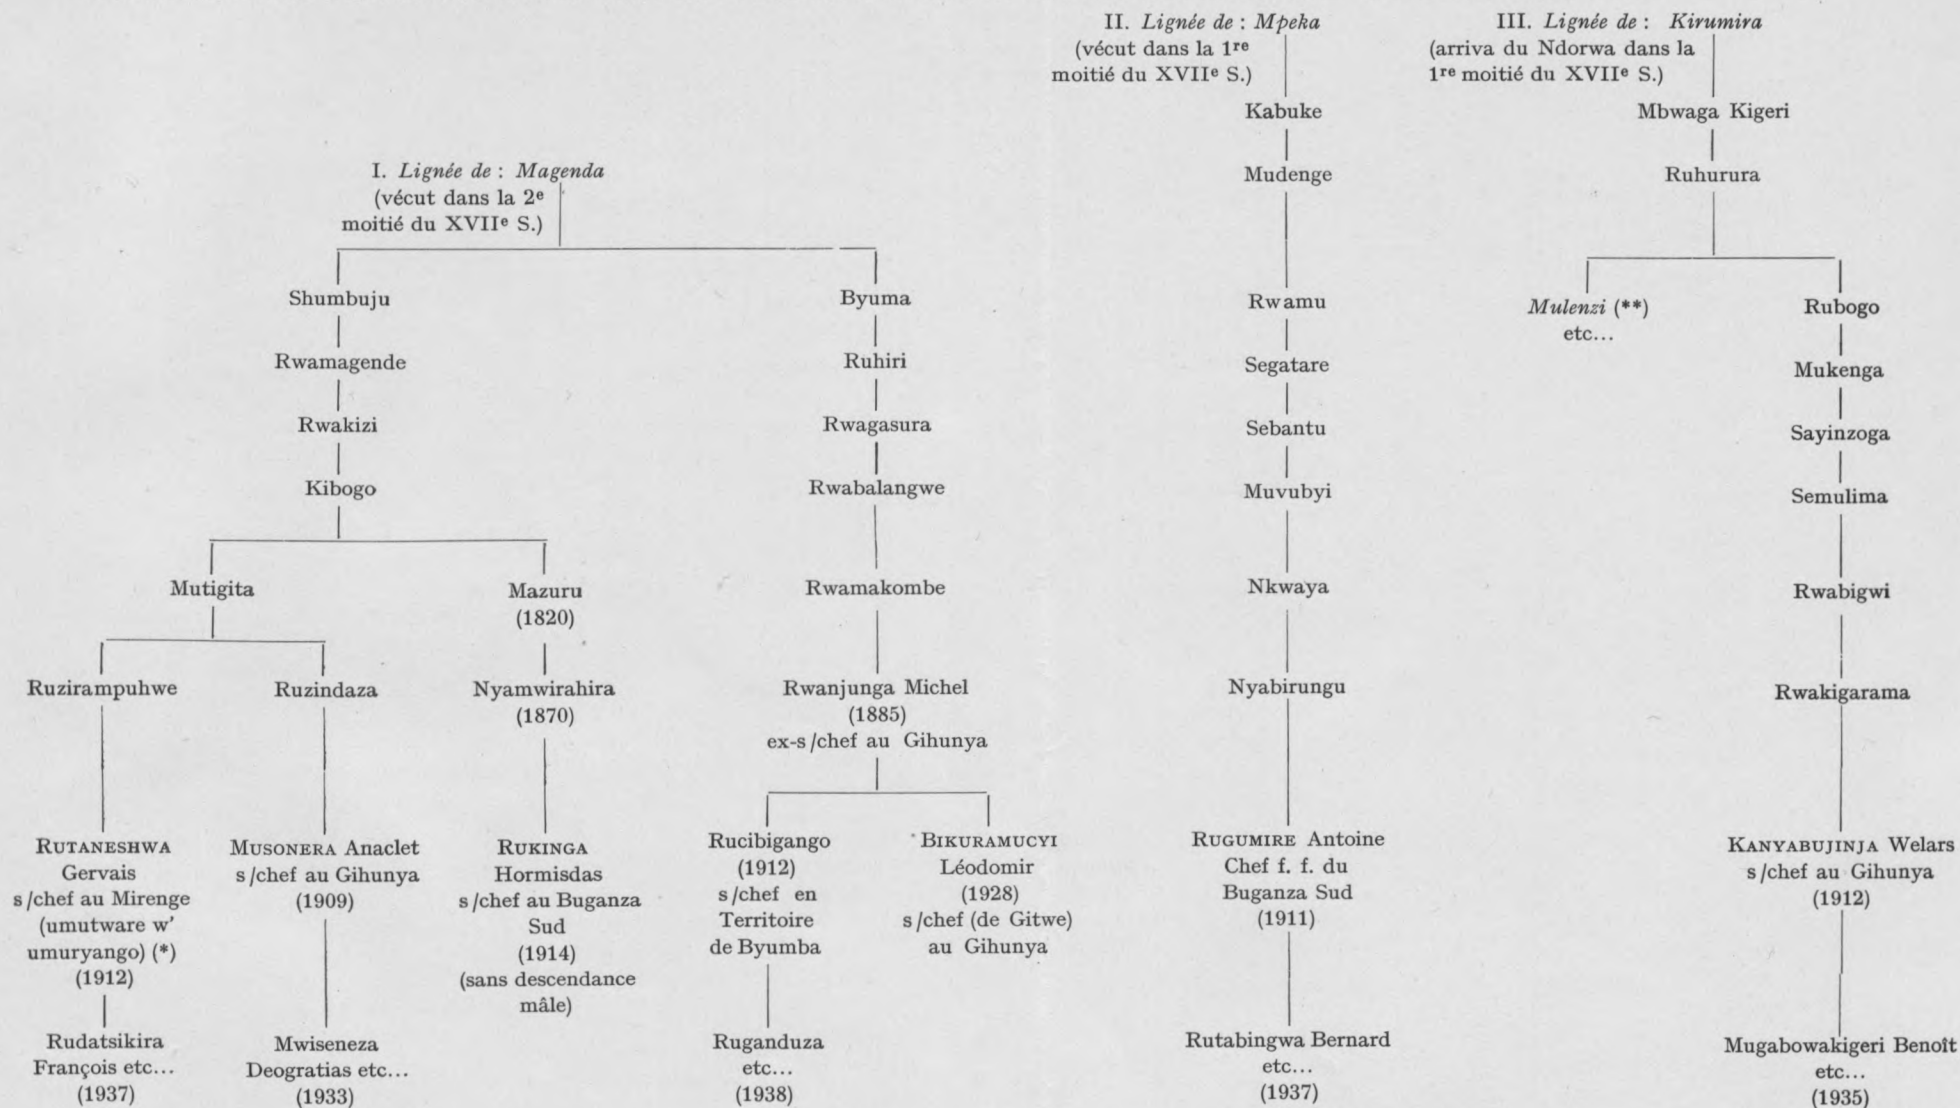 I. Lignée de : Magenda
(vécut dans la 2e
moitié du XVIIe S.)
Shumbuju
Rwamagende
Rwakizi
Kibogo
Mutigita
Ruzirampuhwe
RUTANESHWA
Gervais
s/chef au Mirenge
(umutware w'
umuryango) (*)
(1912)
Rudatsikira
François etc...
(1937)
Ruzindaza
MUSONERA Anaclet
s/chef au Gihunya
(1909)
Mwiseneza
Deogratias etc...
(1933)
Mazuru
(1820)
Nyamwirahira
(1870)
RUKINGA
Hormisdas
s/chef au Buganza
Sud
(1914)
(sans descendance
mâle)
Byuma
Ruhiri
Rwagasura
Rwabalangwe
Rwamakombe
Rwanjunga Michel
(1885)
ex-s/chef au Gihunya
Rucibigango
(1912)
s/chef en
Territoire
de Byumba
Ruganduza
etc...
(1938)
BIKURAMUCYI
Léodomir
(1928)
s/chef (de Gitwe)
au Gihunya
II. Lignée de : Mpeka
(vécut dans la 1re
moitié du XVIIe S.)
Kabuke
Mudenge
Rwamu
Segatare
Sebantu
Muvubyi
Nkwaya
Nyabirungu
RUGUMIRE Antoine
Chef f. f. du
Buganza Sud
(1911)
Rutabingwa Bernard
etc...
(1937)
III. Lignée de : Kirumira
(arriva du Ndorwa dans la
1re moitié du XVIIe S.)
Mbwaga Kigeri
Ruhurura
Mulenzi (**)
etc...
Rubogo
Mukenga
Sayinzoga
Semulima
Rwabigwi
Rwakigarama
KANYABUJINJA Welars
s/chef au Gihunya
(1912)
Mugabowakigeri Benoît
etc...
(1935)